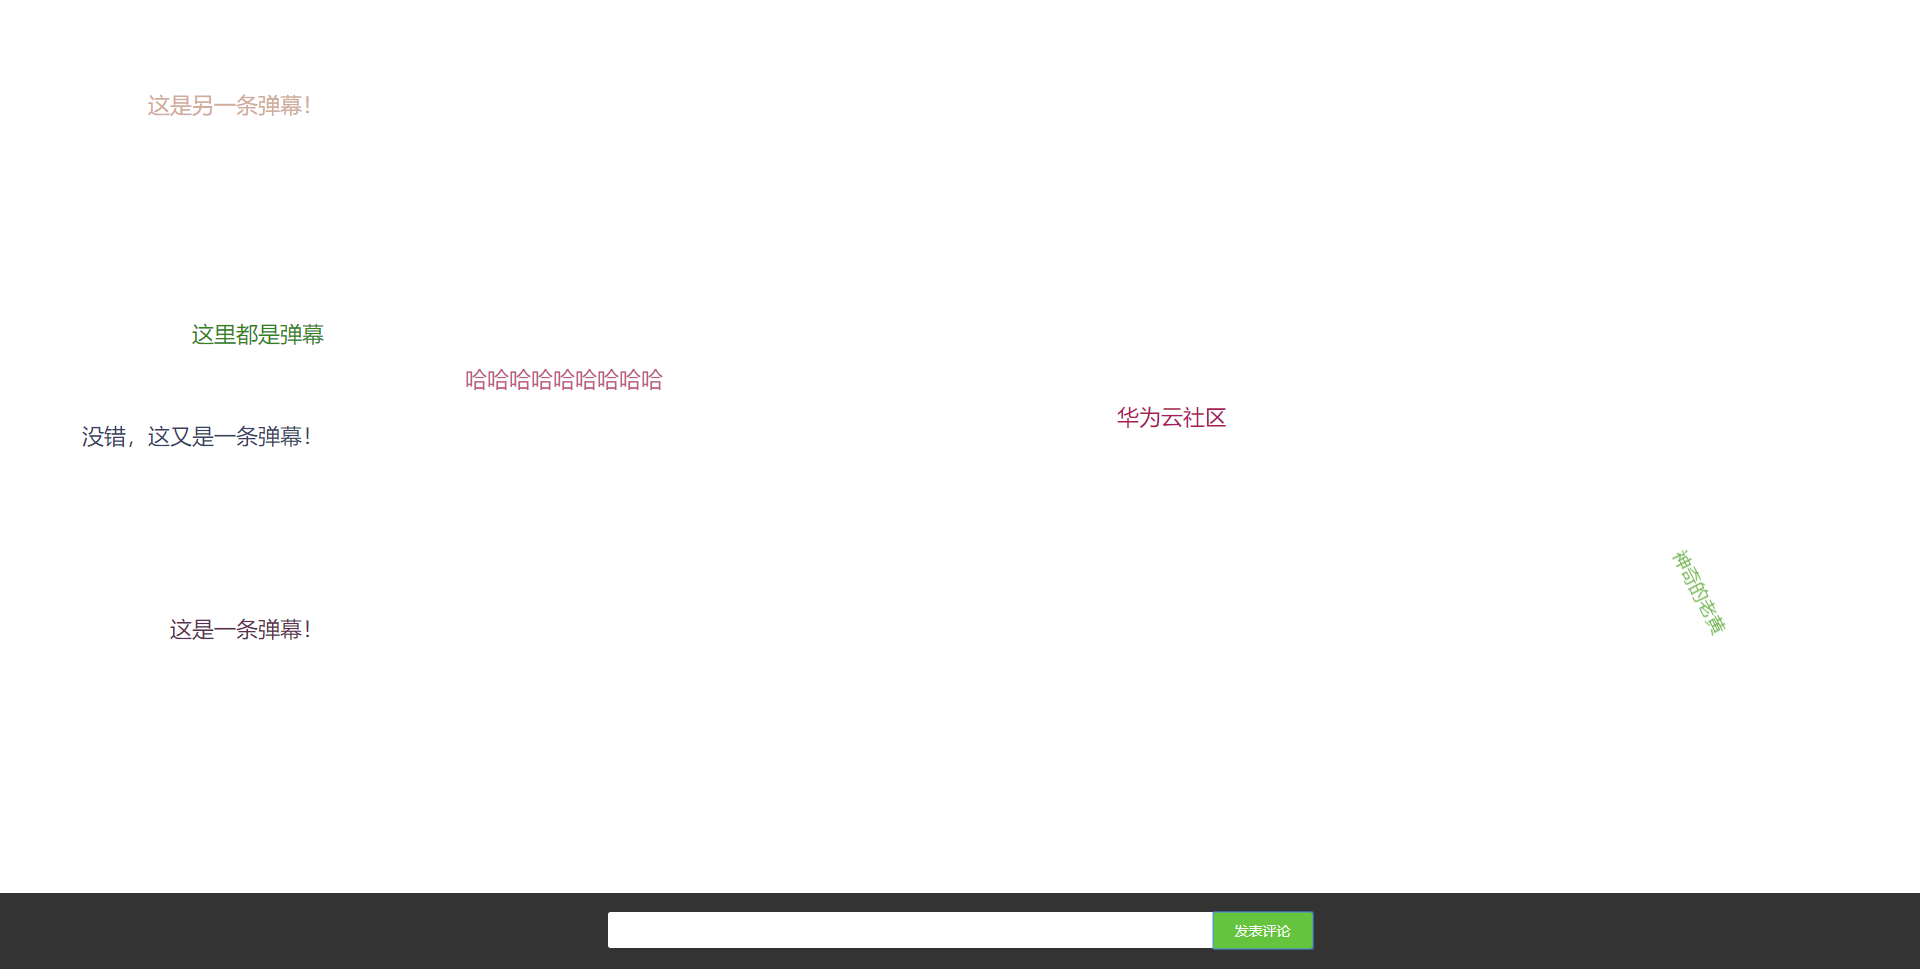 这是另一条弹幕！
这里都是弹幕
哈哈哈哈哈哈哈哈哈
华为云社区
没错，这又是一条弹幕！
神奇的老黄
这是一条弹幕！
发表评论